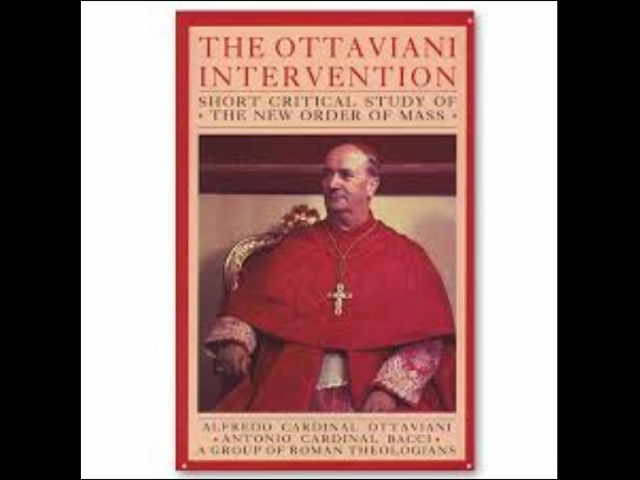 THE OTTAVIANI
INTERVENTION
SHORT CRITICAL STUDY OF
• THE NEW ORDER OF MASS •
ALFREDO CARDINAL OTTAVIANI
• ANTONIO CARDINAL BACCI •
A GROUP OF ROMAN THEOLOGIANS